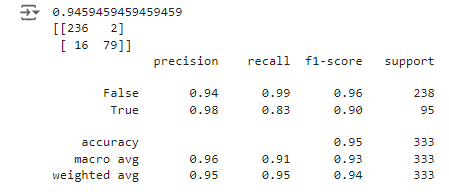 0.9459459459459459
[[236   2]
 [ 16  79]]
              precision    recall  f1-score   support
       False       0.94      0.99      0.96       238
        True       0.98      0.83      0.90        95
    accuracy                           0.95       333
   macro avg       0.96      0.91      0.93       333
weighted avg       0.95      0.95      0.94       333